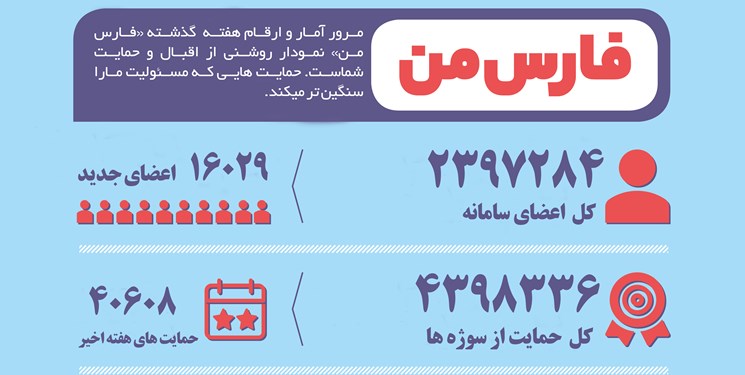 فارس من
مرور آمار و ارقام هفته گذشته «فارس
من» نمودار روشنی از اقبال و حمایت
شماست. حمایت هایی که مسئولیت مارا
سنگین‌تر میکند.
۲۳۹۷۲۸۴
کل اعضای سامانه
۱۶۰۲۹ اعضای جدید
۴۳۹۸۳۳۶
کل حمایت از سوژه ها
۴۰۶۰۸
حمایت های هفته اخیر